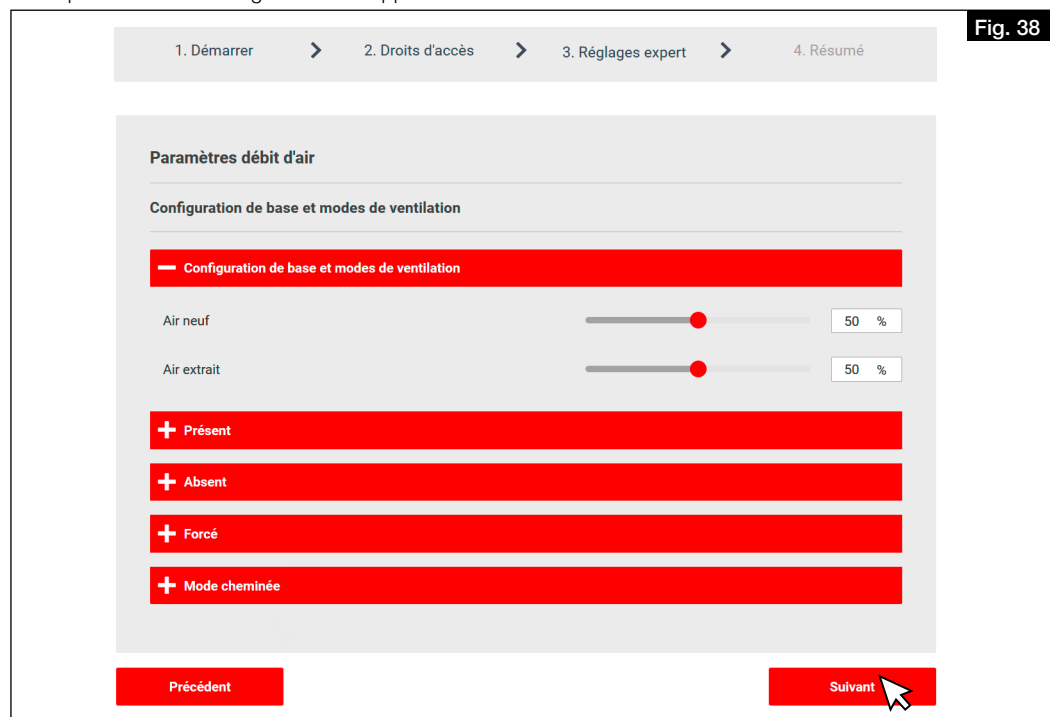 Fig. 38
1. Démarrer 2. Droits d'accès 3. Réglages expert 4. Résumé
Paramètres débit d'air
Configuration de base et modes de ventilation
Configuration de base et modes de ventilation
Air neuf 50 %
Air extrait 50 %
Présent
Absent
Forcé
Mode cheminée
Précédent Suivant